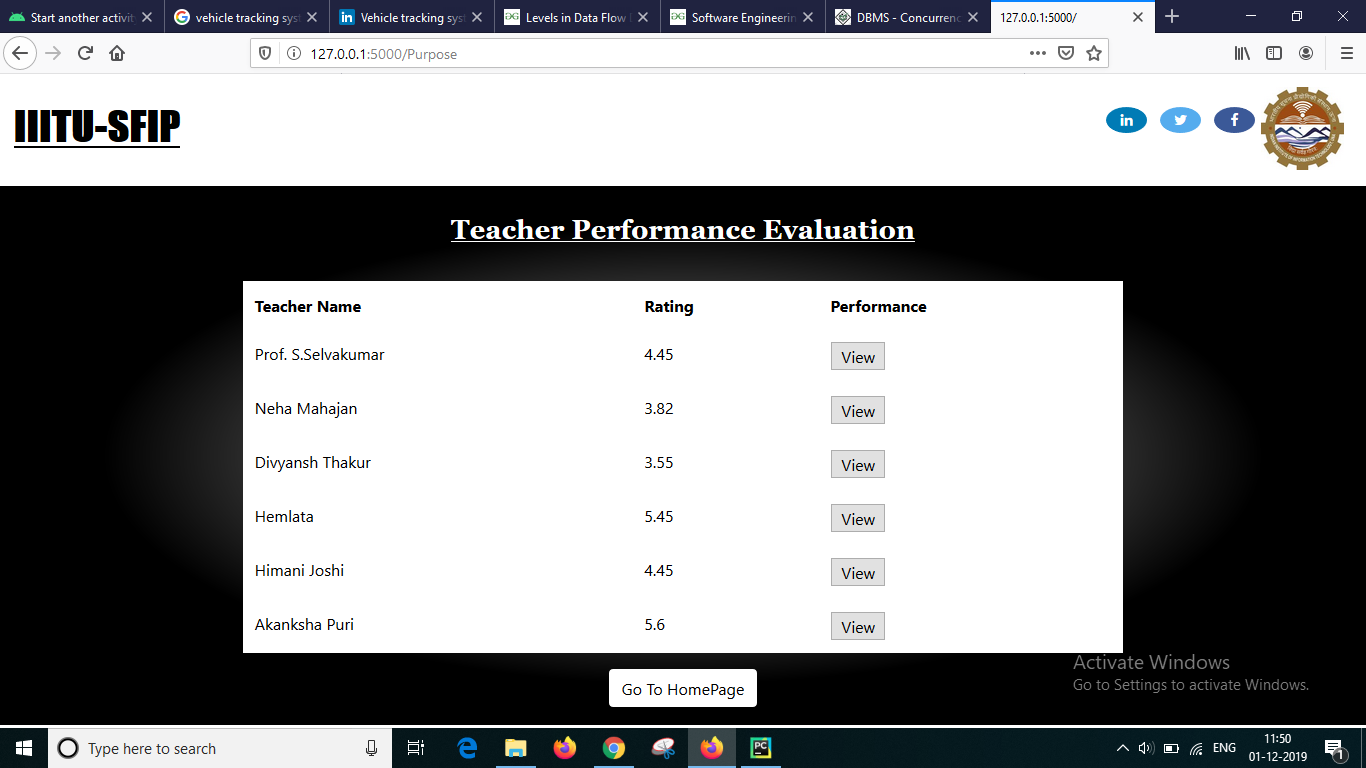 Start another activit
vehicle tracking sys
Vehicle tracking sys
Levels in Data Flow
Software Engineerin
DBMS - Concurrenc
127.0.0.1:5000/
127.0.0.1:5000/Purpose
IIITU-SFIP
Teacher Performance Evaluation
Teacher Name Rating Performance
Prof. S.Selvakumar 4.45 View
Neha Mahajan 3.82 View
Divyansh Thakur 3.55 View
Hemlata 5.45 View
Himani Joshi 4.45 View
Akanksha Puri 5.6 View
Go To HomePage
Activate Windows
Go to Settings to activate Windows.
Type here to search
ENG
11:50
01-12-2019
1